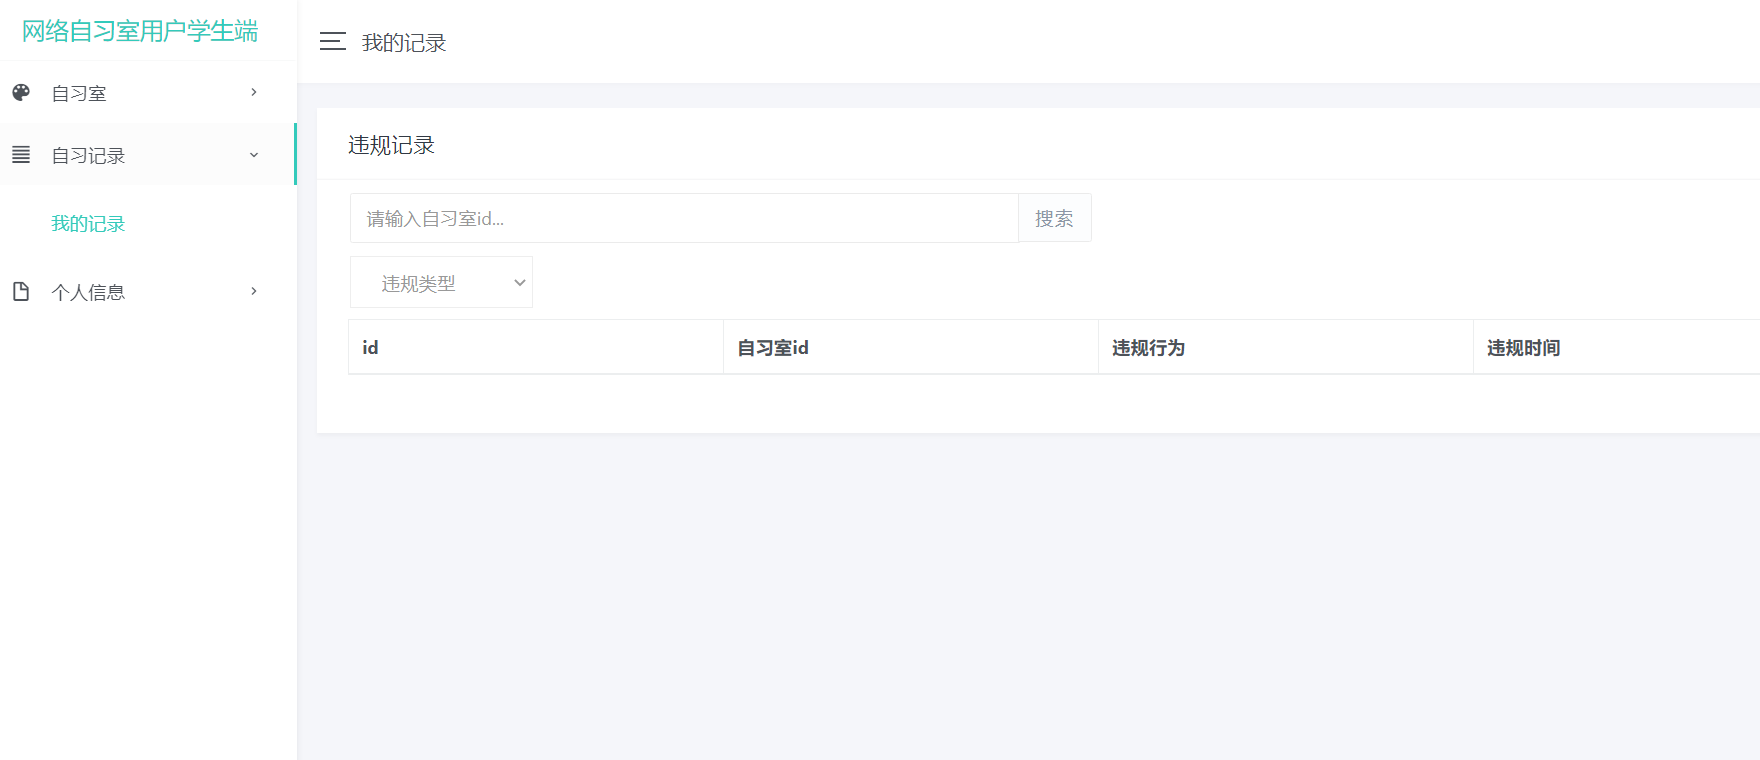 网络自习室用户学生端
自习室
自习记录
我的记录
个人信息
我的记录
违规记录
请输入自习室id...
搜索
违规类型
id 自习室id 违规行为 违规时间